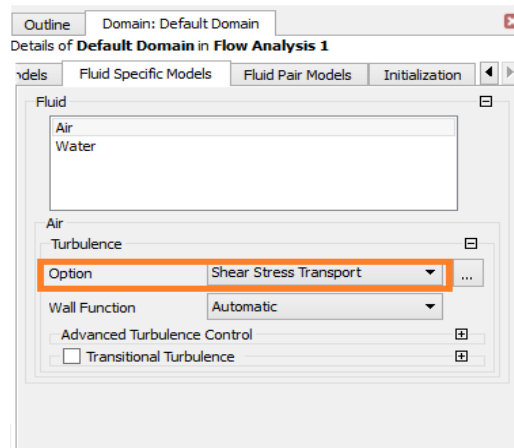 Outline Domain: Default Domain
Details of Default Domain in Flow Analysis 1
dels Fluid Specific Models Fluid Pair Models Initialization
Fluid
Air
Water
Air
Turbulence
Option Shear Stress Transport ...
Wall Function Automatic
Advanced Turbulence Control
Transitional Turbulence